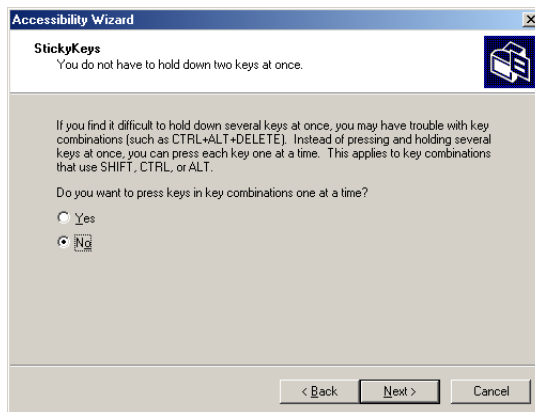 Accessibility Wizard
StickyKeys
You do not have to hold down two keys at once.
If you find it difficult to hold down several keys at once, you may have trouble with key
combinations (such as CTRL+ALT+DELETE). Instead of pressing and holding several
keys at once, you can press each key one at a time. This applies to key combinations
that use SHIFT, CTRL, or ALT.
Do you want to press keys in key combinations one at a time?
Yes
No
< Back Next > Cancel